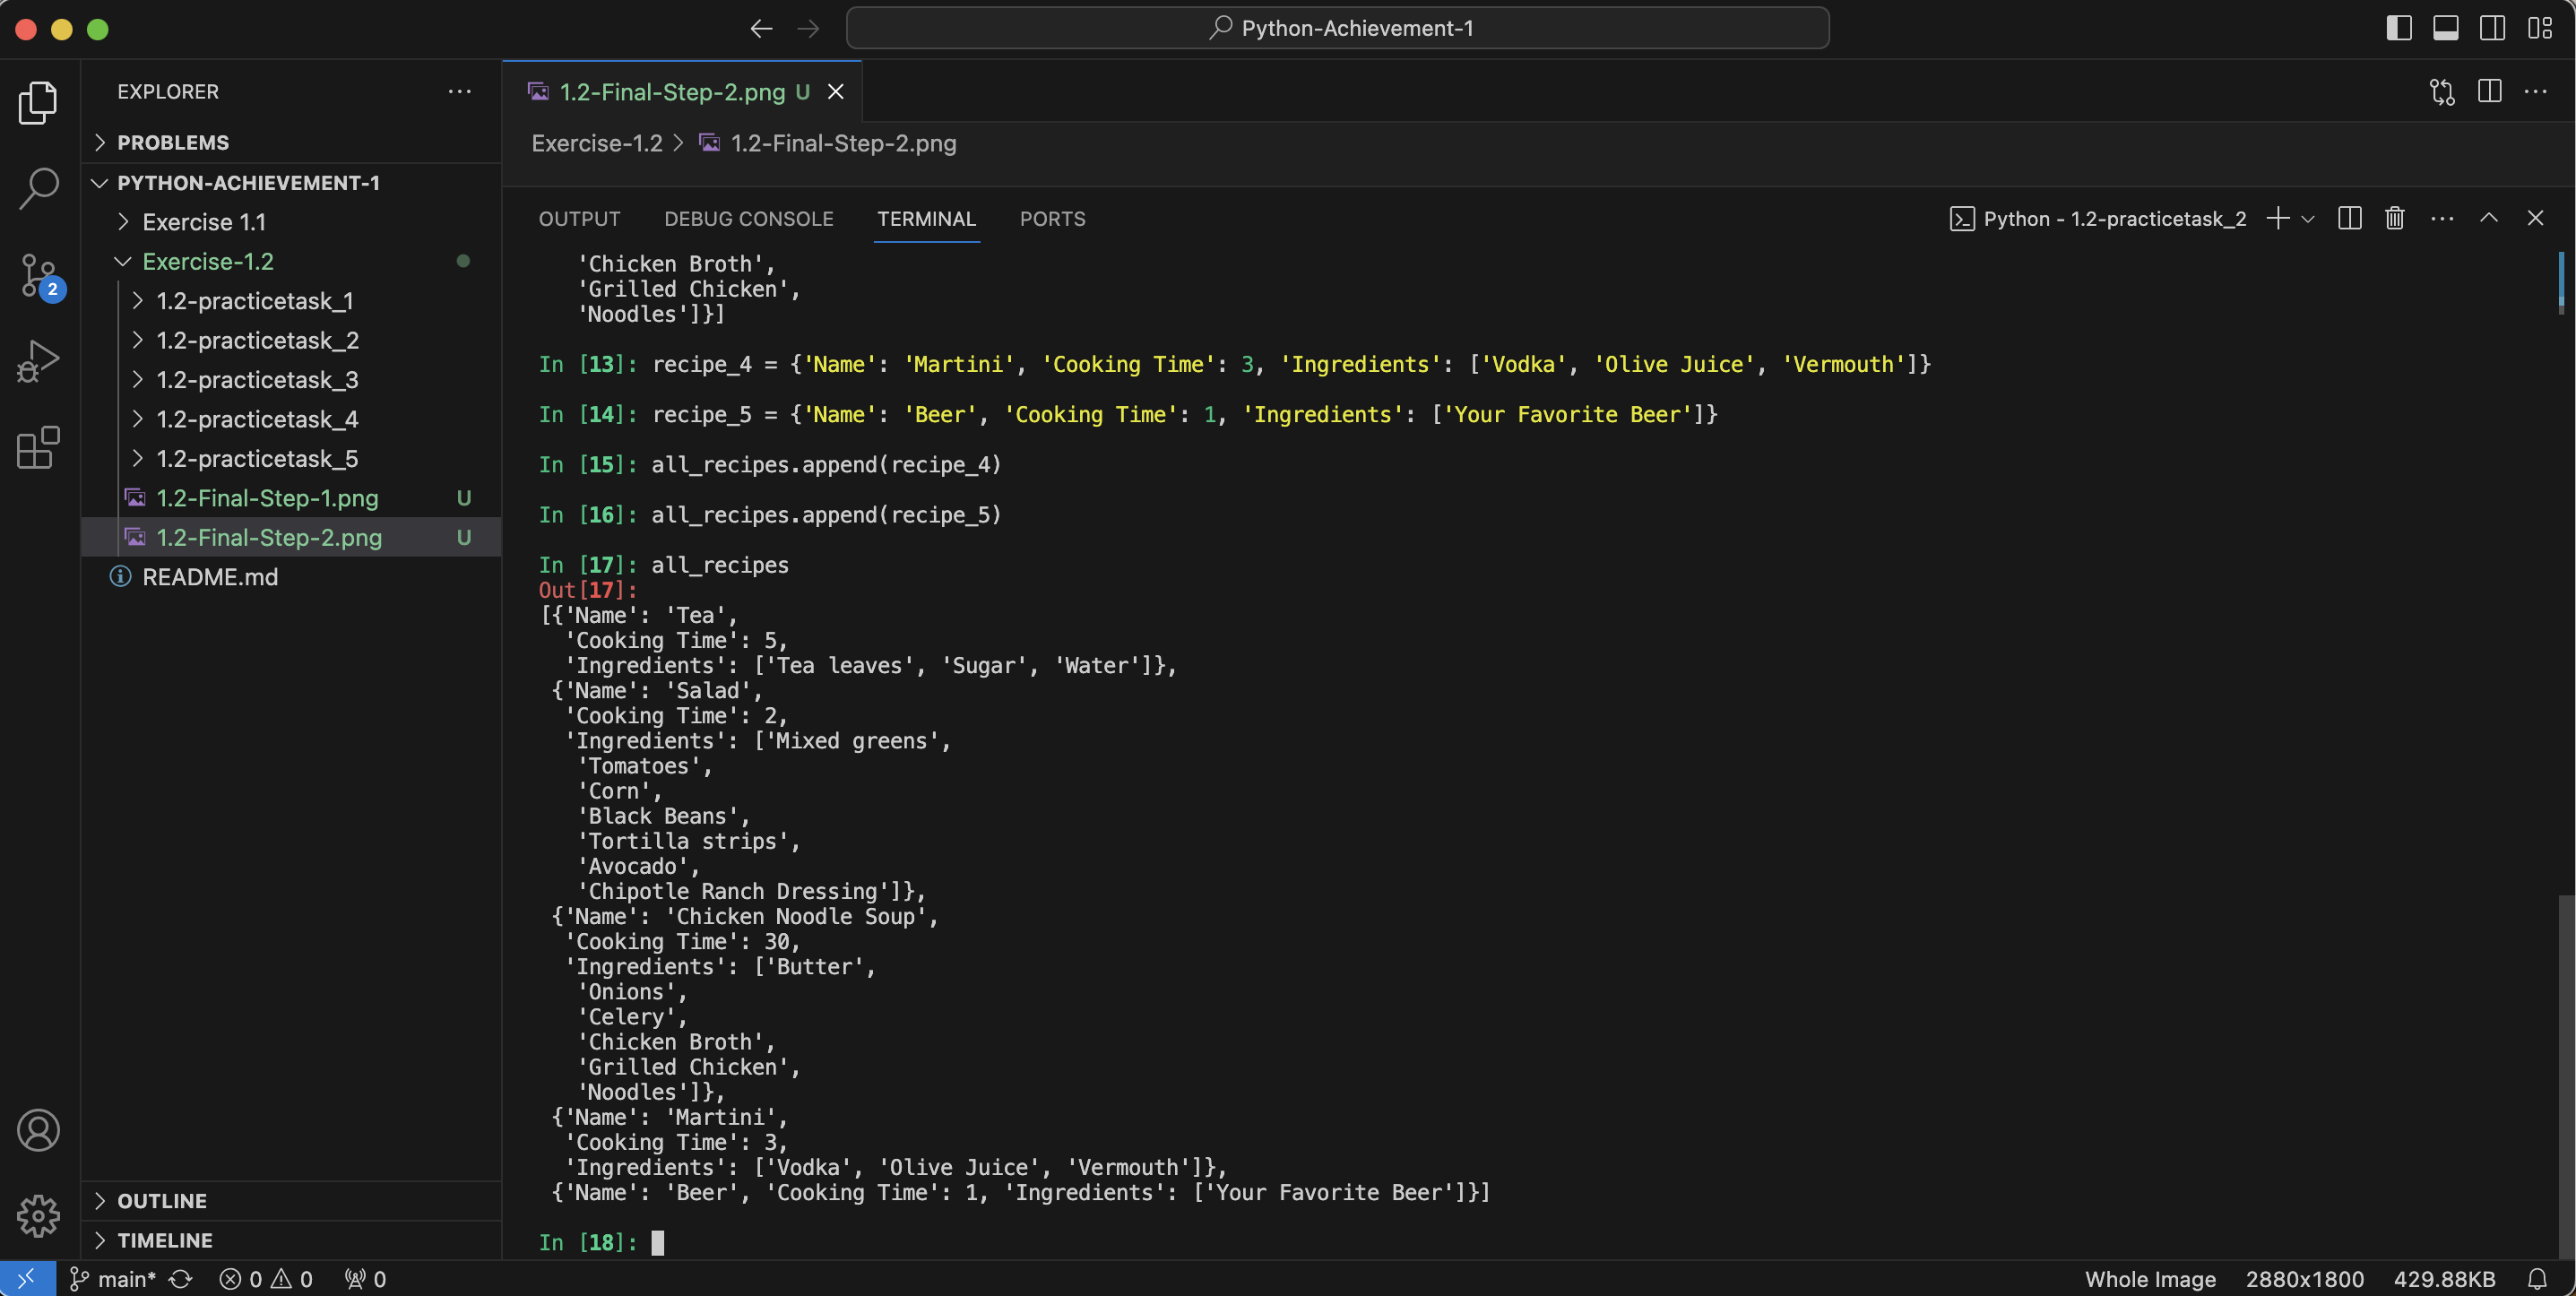 Python-Achievement-1
EXPLORER
PROBLEMS
PYTHON-ACHIEVEMENT-1
Exercise 1.1
Exercise-1.2
1.2-practicetask_1
1.2-practicetask_2
1.2-practicetask_3
1.2-practicetask_4
1.2-practicetask_5
1.2-Final-Step-1.png U
1.2-Final-Step-2.png U
README.md
OUTLINE
TIMELINE
2
1.2-Final-Step-2.png U
Exercise-1.2 > 1.2-Final-Step-2.png
OUTPUT DEBUG CONSOLE TERMINAL PORTS Python - 1.2-practicetask_2
'Chicken Broth',
'Grilled Chicken',
'Noodles']}]
In [13]: recipe_4 = {'Name': 'Martini', 'Cooking Time': 3, 'Ingredients': ['Vodka', 'Olive Juice', 'Vermouth']}
In [14]: recipe_5 = {'Name': 'Beer', 'Cooking Time': 1, 'Ingredients': ['Your Favorite Beer']}
In [15]: all_recipes.append(recipe_4)
In [16]: all_recipes.append(recipe_5)
In [17]: all_recipes
Out[17]:
[{'Name': 'Tea',
'Cooking Time': 5,
'Ingredients': ['Tea leaves', 'Sugar', 'Water']},
{'Name': 'Salad',
'Cooking Time': 2,
'Ingredients': ['Mixed greens',
'Tomatoes',
'Corn',
'Black Beans',
'Tortilla strips',
'Avocado',
'Chipotle Ranch Dressing']},
{'Name': 'Chicken Noodle Soup',
'Cooking Time': 30,
'Ingredients': ['Butter',
'Onions',
'Celery',
'Chicken Broth',
'Grilled Chicken',
'Noodles']},
{'Name': 'Martini',
'Cooking Time': 3,
'Ingredients': ['Vodka', 'Olive Juice', 'Vermouth']},
{'Name': 'Beer', 'Cooking Time': 1, 'Ingredients': ['Your Favorite Beer']}]
In [18]:
main* 0 0 0 Whole Image 2880x1800 429.88KB